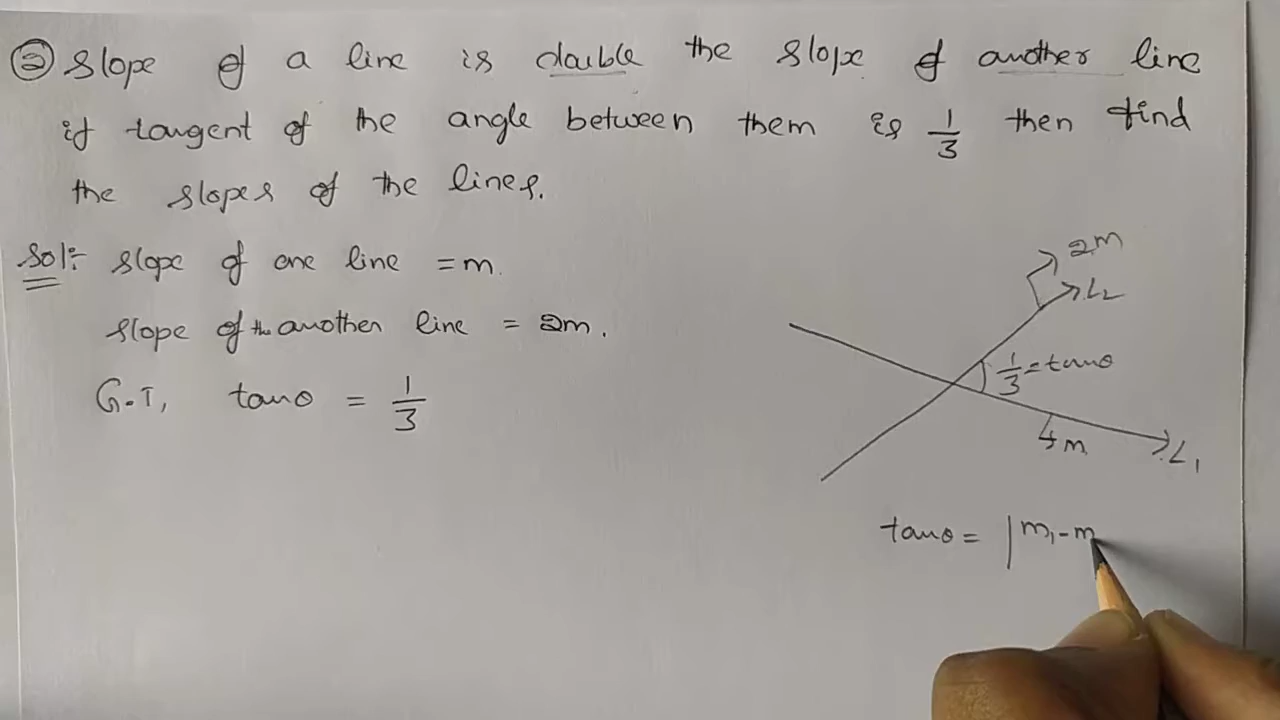 ③ Slope of a line is double the slope of another line
if tangent of the angle between them is 1/3 then find
the slopes of the lines.
Sol:- slope of one line = m.
slope of the another line = 2m.
G.T, tanθ = 1/3
2m
L2
1/3 = tanθ
m
L1
tanθ = |m1 - m